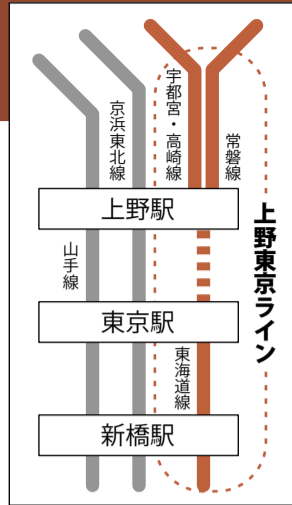 宇都宮・高崎線
京浜東北線
常磐線
上野駅
上野東京ライン
山手線
東京駅
東海道線
新橋駅